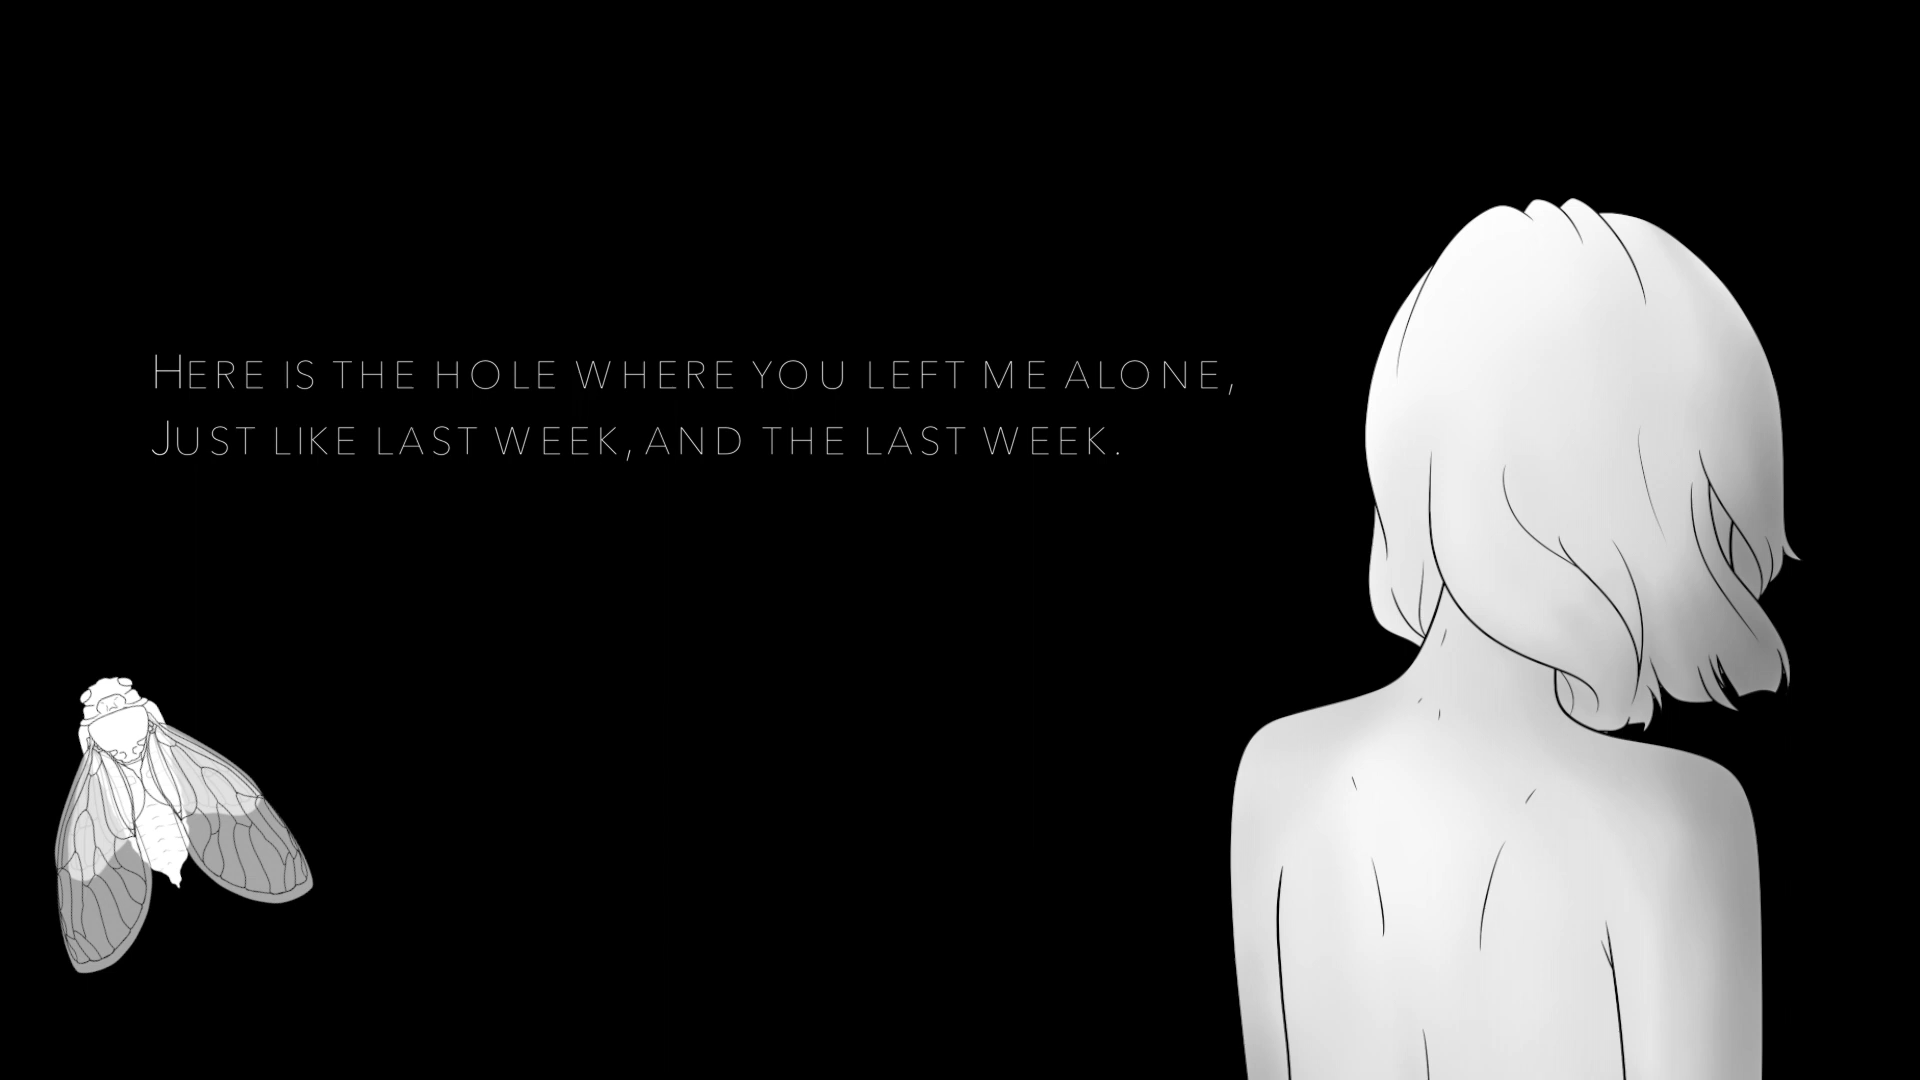 Here is the hole where you left me alone,
Just like last week, and the last week.